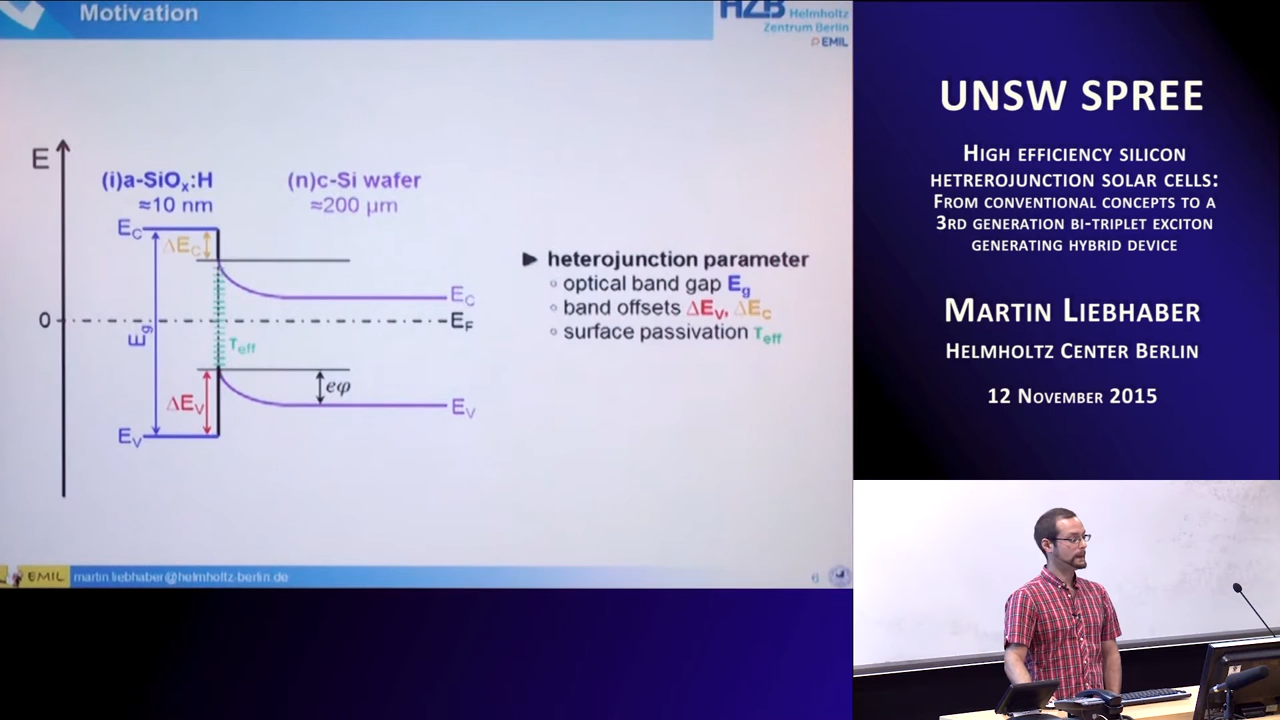 Motivation
HZB Helmholtz
Zentrum Berlin
EMIL
E
(i)a-SiOx:H
≈10 nm
(n)c-Si wafer
≈200 µm
EC
ΔEC
EC
0
EF
Eg
τeff
eφ
ΔEV
EV
EV
heterojunction parameter
optical band gap Eg
band offsets ΔEV, ΔEC
surface passivation τeff
EMIL
martin.liebhaber@helmholtz-berlin.de
6
UNSW SPREE
HIGH EFFICIENCY SILICON
HETREROJUNCTION SOLAR CELLS:
FROM CONVENTIONAL CONCEPTS TO A
3RD GENERATION BI-TRIPLET EXCITON
GENERATING HYBRID DEVICE
MARTIN LIEBHABER
HELMHOLTZ CENTER BERLIN
12 NOVEMBER 2015